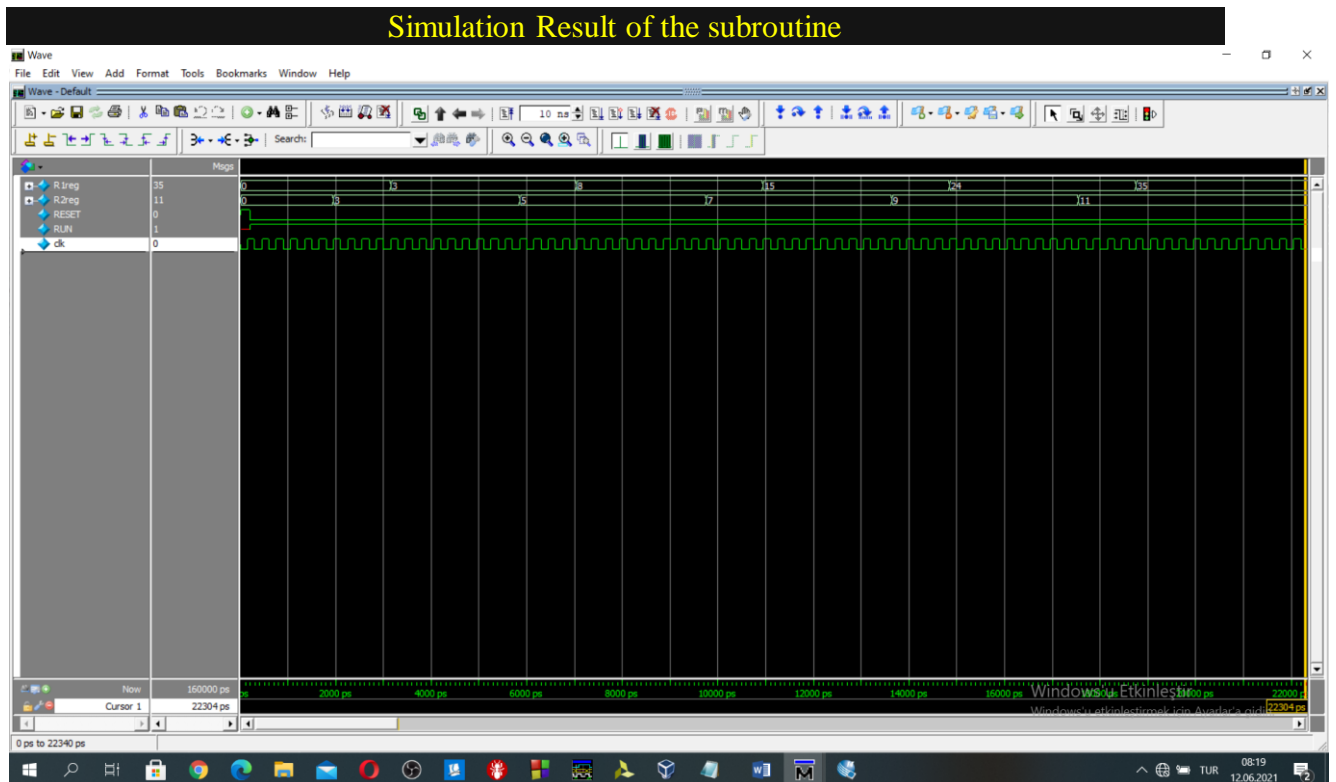 Simulation Result of the subroutine
Wave
File Edit View Add Format Tools Bookmarks Window Help
Wave - Default
10 ns
Search:
Msgs
R1reg 35 0 3 8 15 24 35
R2reg 11 0 3 5 7 9 11
RESET 0
RUN 1
clk 0
Now 160000 ps ps 2000 ps 4000 ps 6000 ps 8000 ps 10000 ps 12000 ps 14000 ps 16000 ps 22000 p
Windows'u Etkinleştir
Cursor 1 22304 ps 22304 ps
Windows'u etkinleştirmek için Ayarlar'a gidi
0 ps to 22340 ps
TUR 08:19
12.06.2021 2